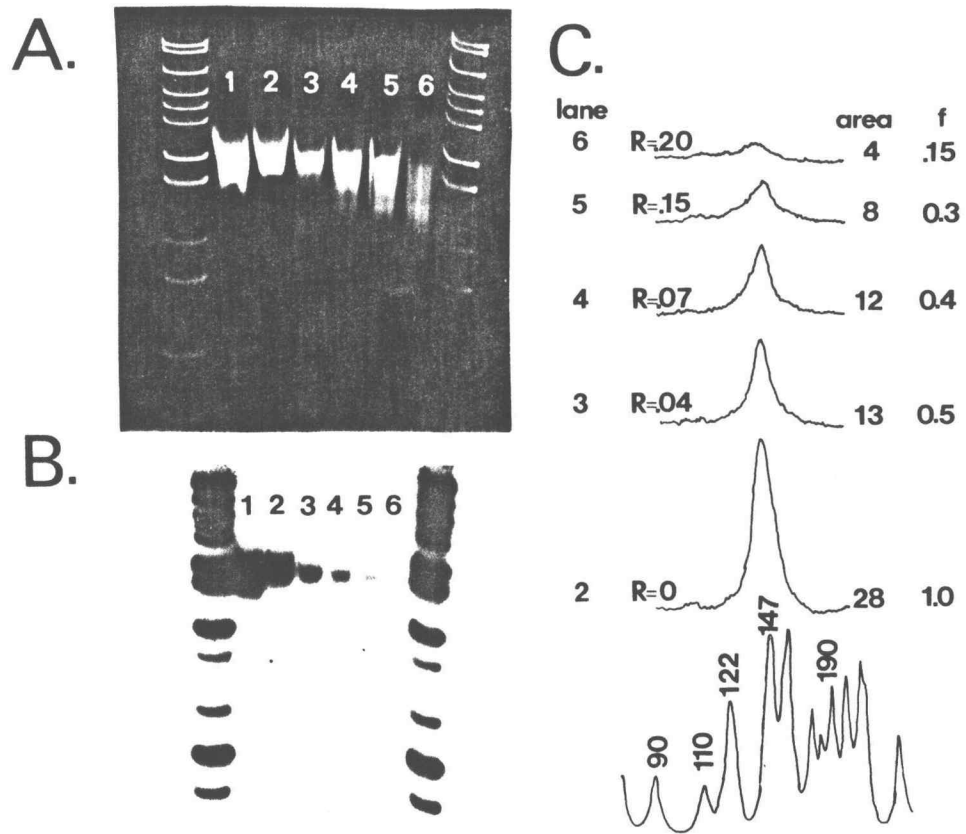 A.
1 2 3 4 5 6
B.
1 2 3 4 5 6
C.
lane area f
6 R=.20 4 .15
5 R=.15 8 0.3
4 R=.07 12 0.4
3 R=.04 13 0.5
2 R=0 28 1.0
90 110 122 147 190